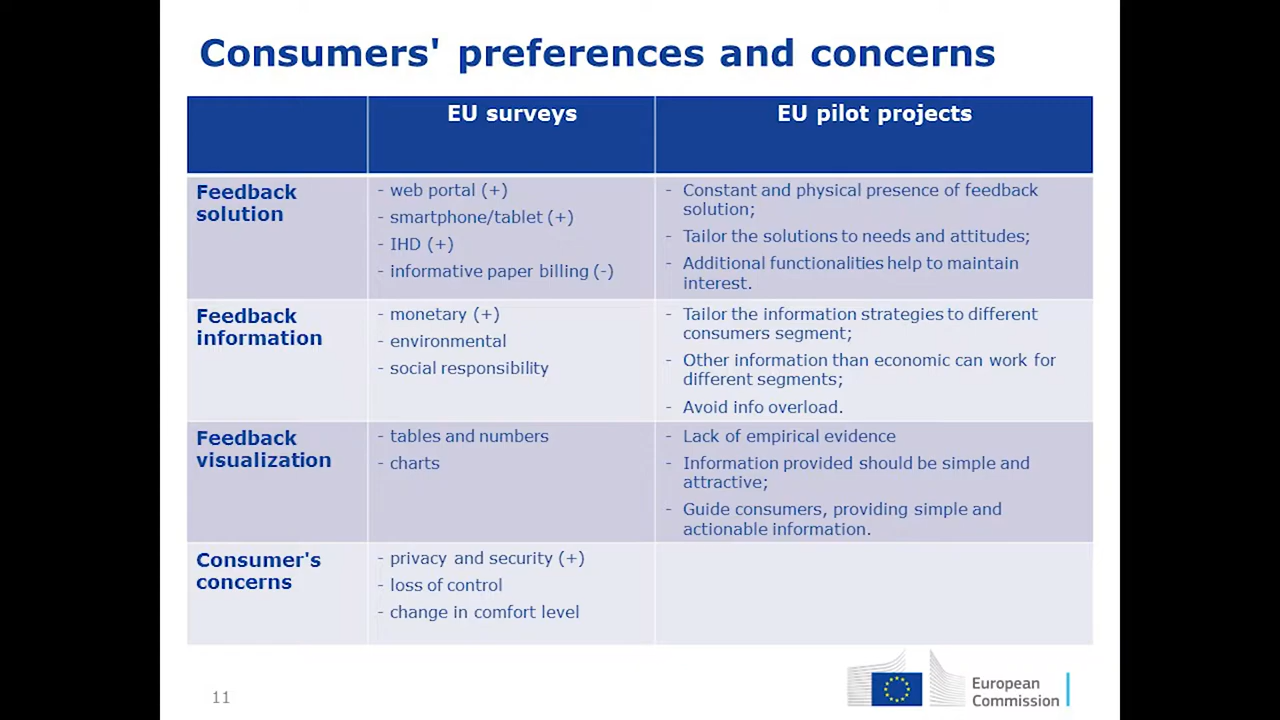 Consumers' preferences and concerns
EU surveys
EU pilot projects
Feedback
solution
- web portal (+)
- smartphone/tablet (+)
- IHD (+)
- informative paper billing (-)
- Constant and physical presence of feedback
solution;
- Tailor the solutions to needs and attitudes;
- Additional functionalities help to maintain
interest.
Feedback
information
- monetary (+)
- environmental
- social responsibility
- Tailor the information strategies to different
consumers segment;
- Other information than economic can work for
different segments;
- Avoid info overload.
Feedback
visualization
- tables and numbers
- charts
- Lack of empirical evidence
- Information provided should be simple and
attractive;
- Guide consumers, providing simple and
actionable information.
Consumer's
concerns
- privacy and security (+)
- loss of control
- change in comfort level
11
European
Commission